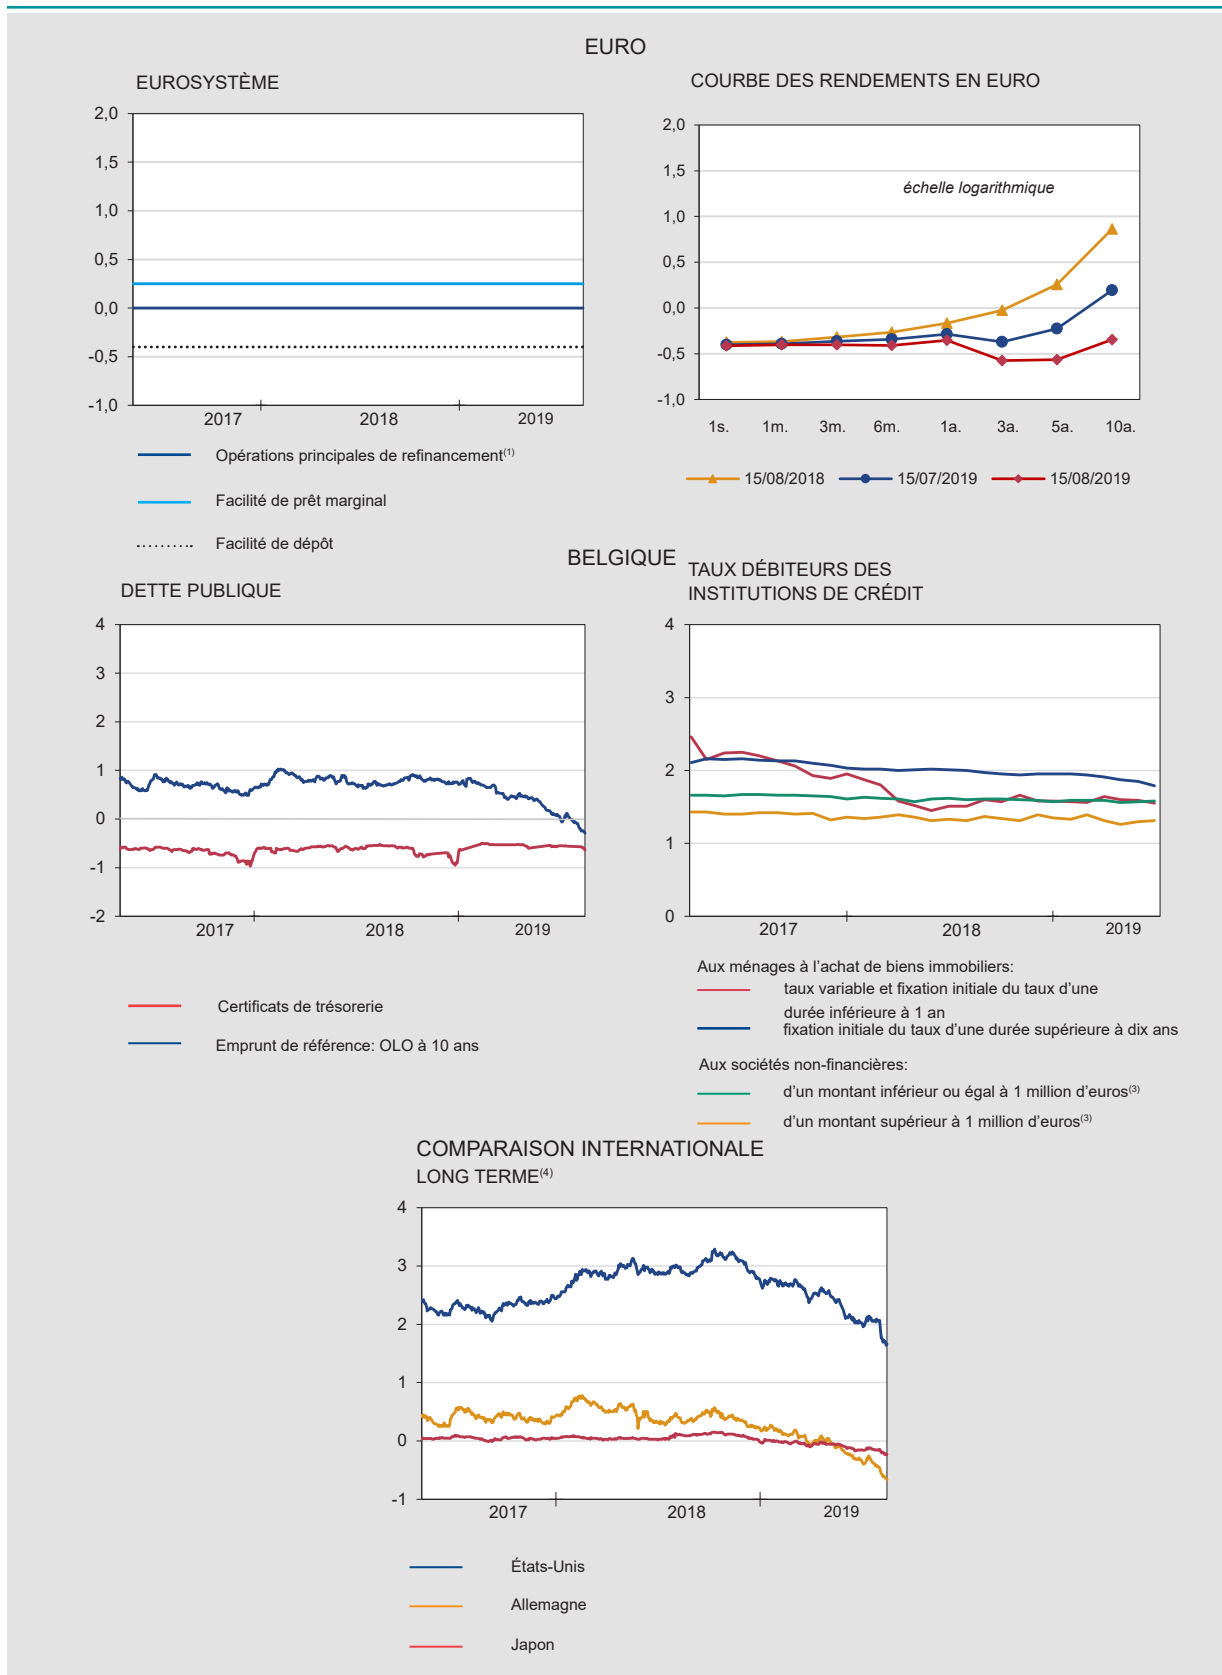 EURO
EUROSYSTÈME
2,0
1,5
1,0
0,5
0,0
-0,5
-1,0
2017
2018
2019
Opérations principales de refinancement(1)
Facilité de prêt marginal
Facilité de dépôt
COURBE DES RENDEMENTS EN EURO
2,0
1,5
1,0
0,5
0,0
-0,5
-1,0
échelle logarithmique
1s. 1m. 3m. 6m. 1a. 3a. 5a. 10a.
15/08/2018 15/07/2019 15/08/2019
BELGIQUE
DETTE PUBLIQUE
4
3
2
1
0
-1
-2
2017
2018
2019
Certificats de trésorerie
Emprunt de référence: OLO à 10 ans
TAUX DÉBITEURS DES
INSTITUTIONS DE CRÉDIT
4
3
2
1
0
2017
2018
2019
Aux ménages à l’achat de biens immobiliers:
taux variable et fixation initiale du taux d’une
durée inférieure à 1 an
fixation initiale du taux d’une durée supérieure à dix ans
Aux sociétés non-financières:
d’un montant inférieur ou égal à 1 million d’euros(3)
d’un montant supérieur à 1 million d’euros(3)
COMPARAISON INTERNATIONALE
LONG TERME(4)
4
3
2
1
0
-1
2017
2018
2019
États-Unis
Allemagne
Japon